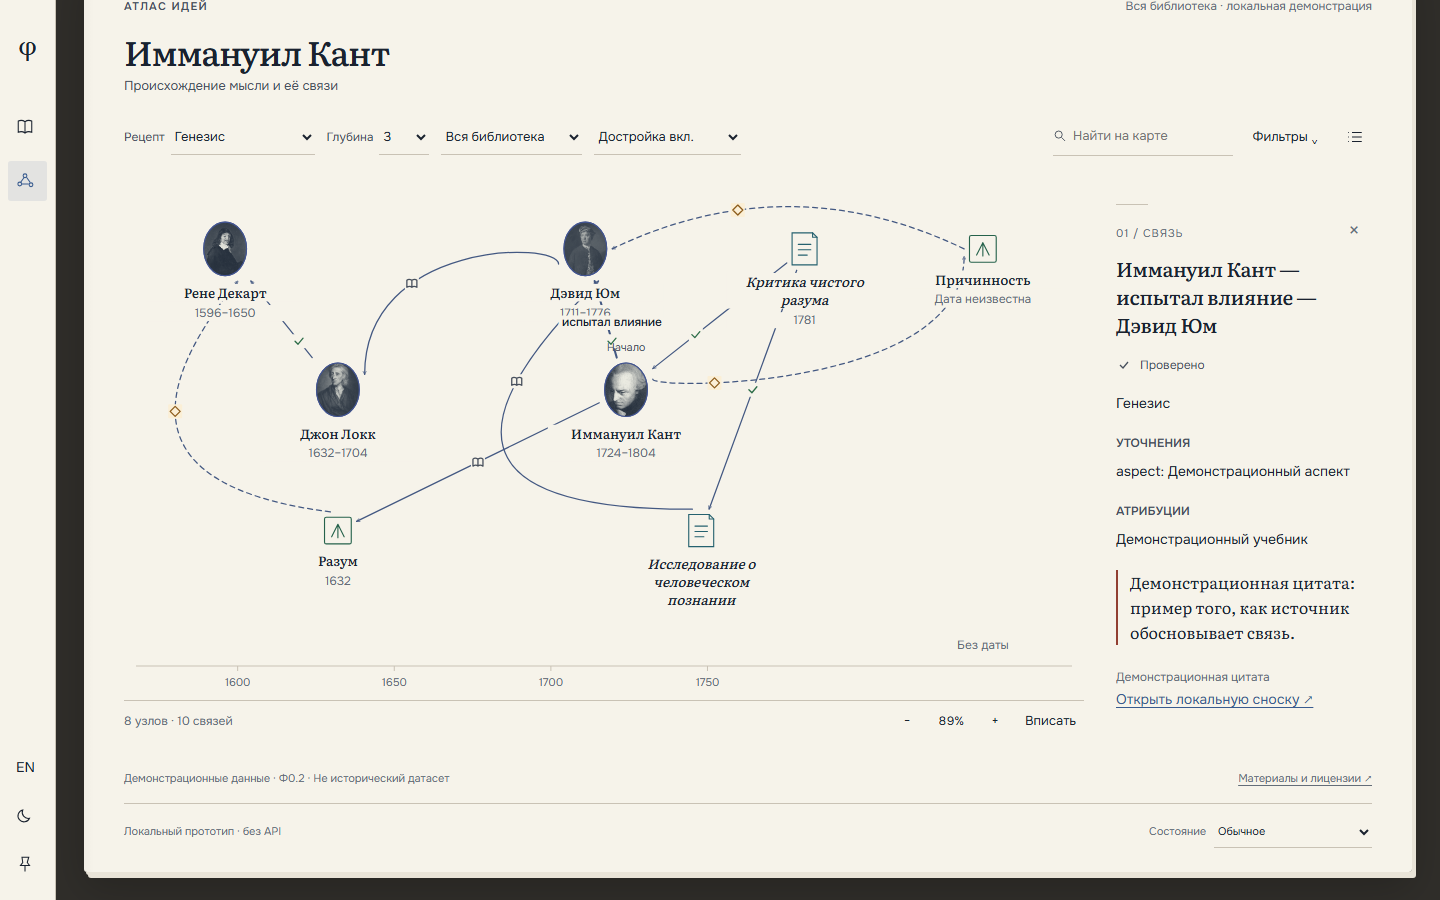 АТЛАС ИДЕЙ
Вся библиотека · локальная демонстрация
φ
Иммануил Кант
Происхождение мысли и её связи
Рецепт Генезис Глубина 3 Вся библиотека Достройка вкл.
Найти на карте Фильтры
01 / СВЯЗЬ ×
Иммануил Кант —
испытал влияние —
Дэвид Юм
Проверено
Генезис
УТОЧНЕНИЯ
aspect: Демонстрационный аспект
АТРИБУЦИИ
Демонстрационный учебник
Демонстрационная цитата:
пример того, как источник
обосновывает связь.
Демонстрационная цитата
Открыть локальную сноску ↗
Рене Декарт
1596–1650
Дэвид Юм
1711–1776
испытал влияние
Начало
Критика чистого
разума
1781
Причинность
Дата неизвестна
Джон Локк
1632–1704
Иммануил Кант
1724–1804
Разум
1632
Исследование о
человеческом
познании
Без даты
1600 1650 1700 1750
8 узлов · 10 связей
− 89% + Вписать
EN
Демонстрационные данные · Ф0.2 · Не исторический датасет
Материалы и лицензии ↗
Локальный прототип · без API
Состояние Обычное